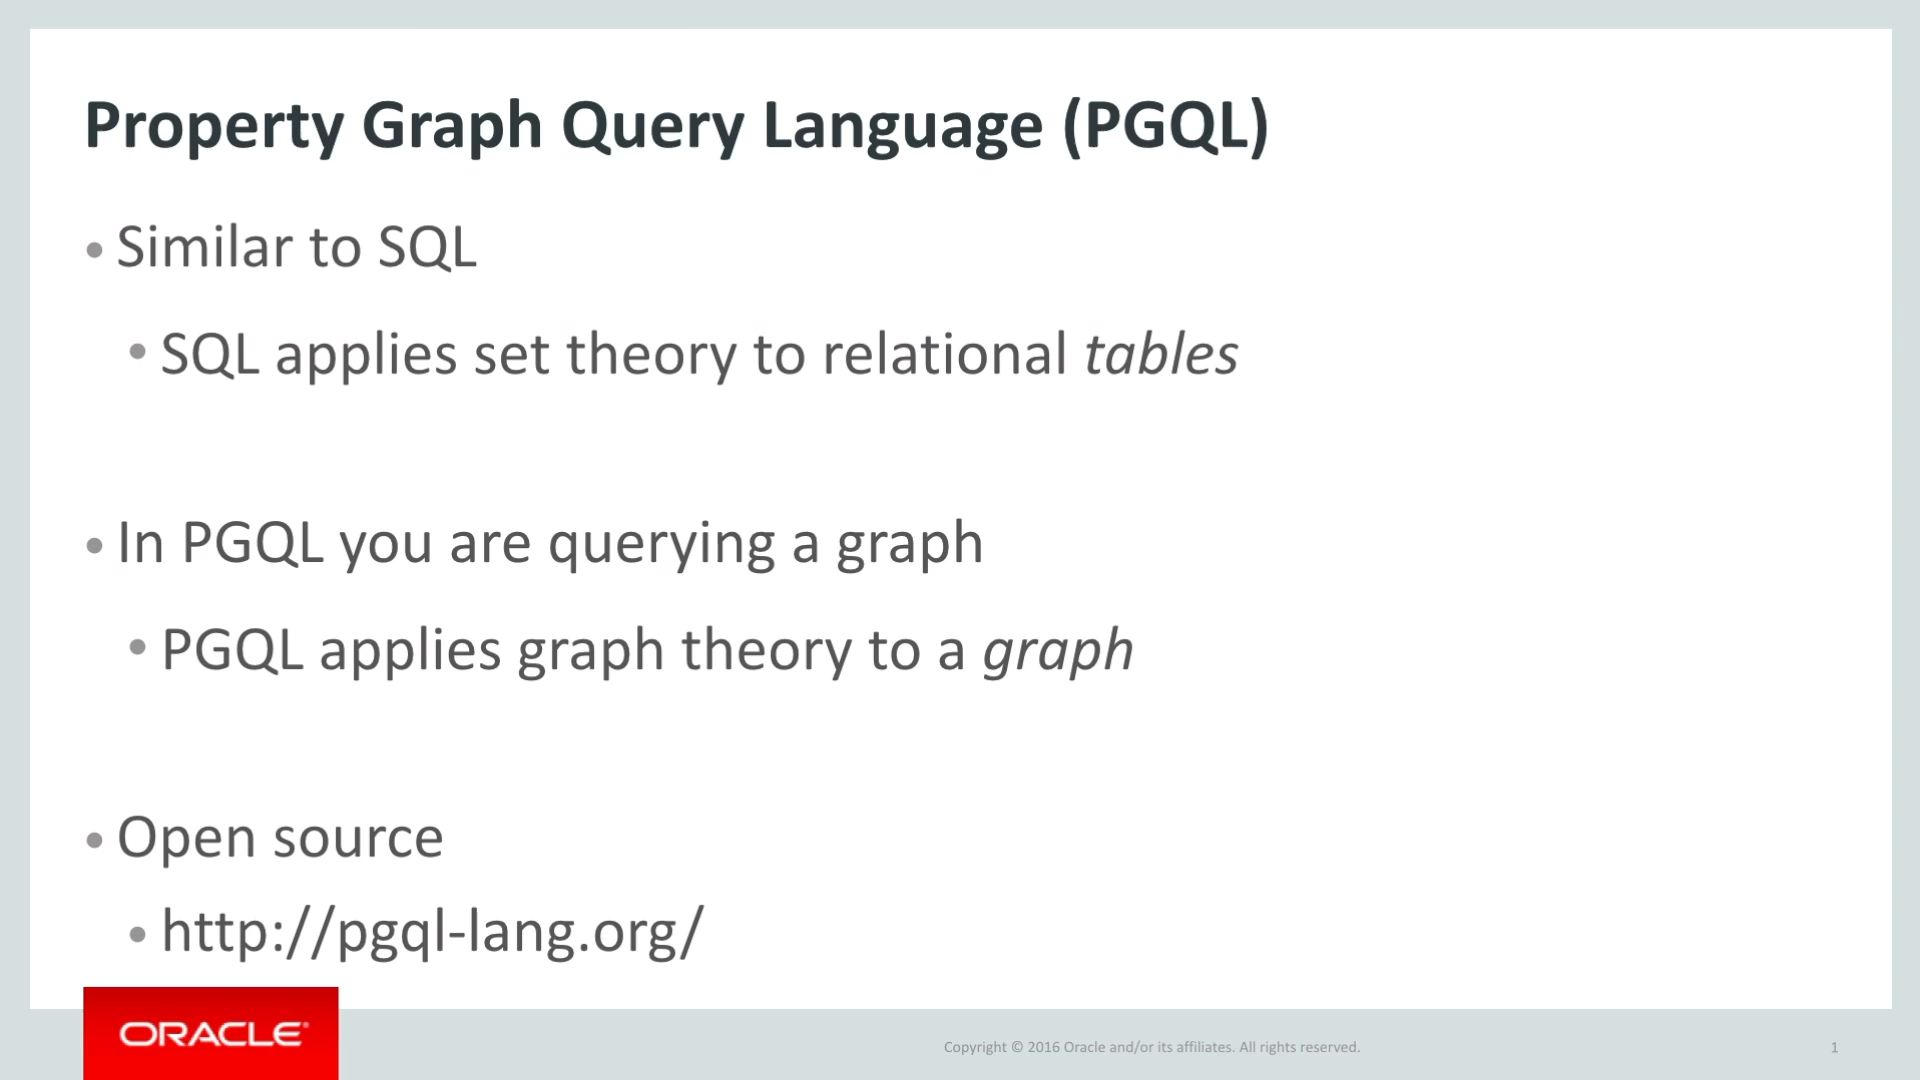 Property Graph Query Language (PGQL)
• Similar to SQL
• SQL applies set theory to relational tables
• In PGQL you are querying a graph
• PGQL applies graph theory to a graph
• Open source
• http://pgql-lang.org/
ORACLE®
Copyright © 2016 Oracle and/or its affiliates. All rights reserved.
1